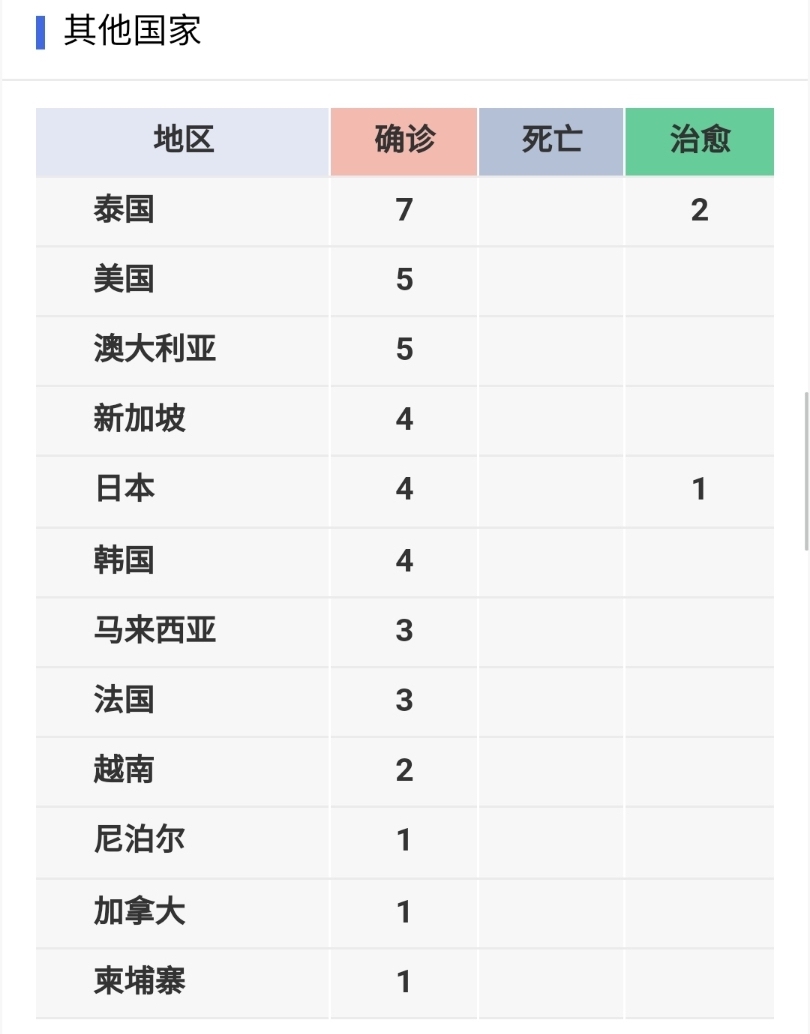 其他国家
地区 确诊 死亡 治愈
泰国 7 2
美国 5
澳大利亚 5
新加坡 4
日本 4 1
韩国 4
马来西亚 3
法国 3
越南 2
尼泊尔 1
加拿大 1
柬埔寨 1